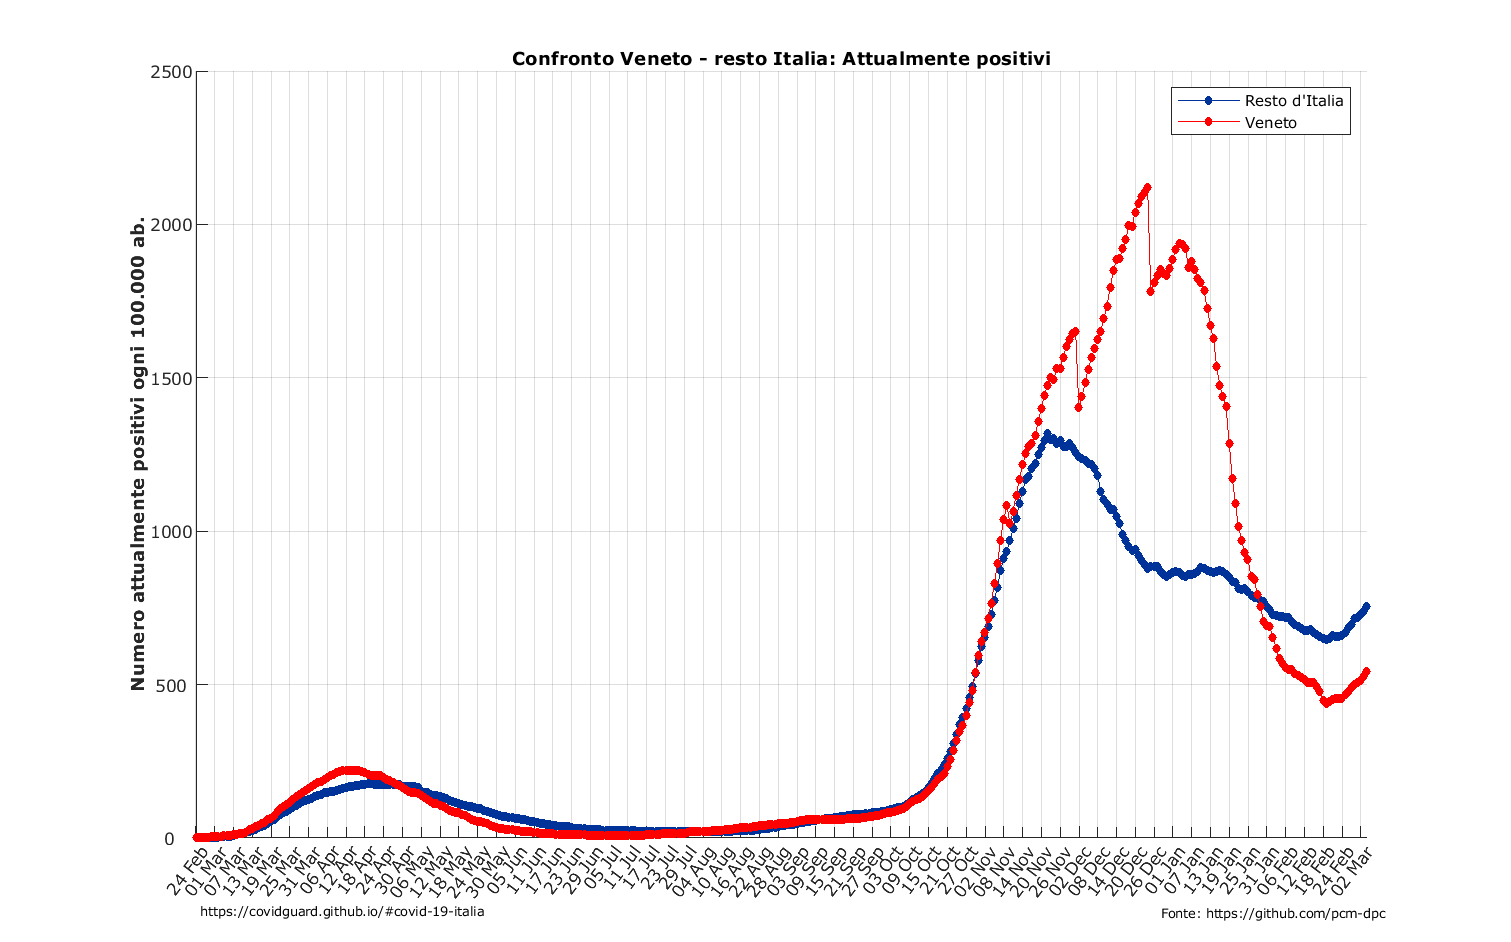 Confronto Veneto - resto Italia: Attualmente positivi
Resto d'Italia
Veneto
Numero attualmente positivi ogni 100.000 ab.
2500
2000
1500
1000
500
0
24 Feb
01 Mar
07 Mar
13 Mar
19 Mar
25 Mar
31 Mar
06 Apr
12 Apr
18 Apr
24 Apr
30 Apr
06 May
12 May
18 May
24 May
30 May
05 Jun
11 Jun
17 Jun
23 Jun
29 Jun
05 Jul
11 Jul
17 Jul
23 Jul
29 Jul
04 Aug
10 Aug
16 Aug
22 Aug
28 Aug
03 Sep
09 Sep
15 Sep
21 Sep
27 Sep
03 Oct
09 Oct
15 Oct
21 Oct
27 Oct
02 Nov
08 Nov
14 Nov
20 Nov
26 Nov
02 Dec
08 Dec
14 Dec
20 Dec
26 Dec
01 Jan
07 Jan
13 Jan
19 Jan
25 Jan
31 Jan
06 Feb
12 Feb
18 Feb
24 Feb
02 Mar
https://covidguard.github.io/#covid-19-italia
Fonte: https://github.com/pcm-dpc